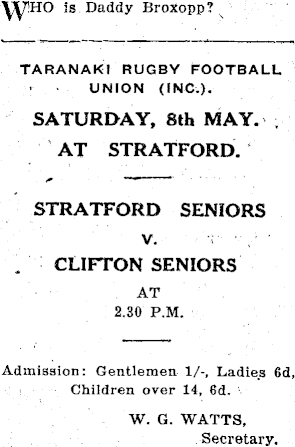 WHO is Daddy Broxopp?
TARANAKI RUGBY FOOTBALL
UNION (INC.).
SATURDAY, 8th MAY.
AT STRATFORD.
STRATFORD SENIORS
V.
CLIFTON SENIORS
AT
2.30 P.M.
Admission: Gentlemen 1/-, Ladies 6d,
Children over 14, 6d.
W. G. WATTS,
Secretary.